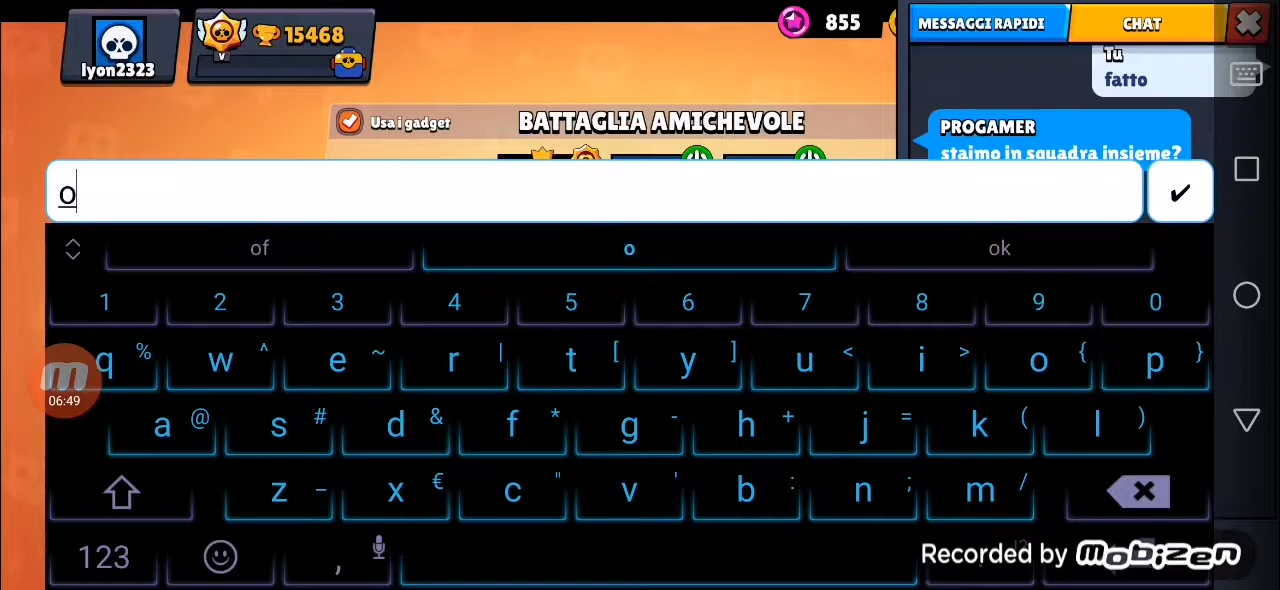 lyon2323
V
15468
855
MESSAGGI RAPIDI
CHAT
Tu
fatto
Usa i gadget
BATTAGLIA AMICHEVOLE
PROGAMER
staimo in squadra insieme?
o
of o ok
1 2 3 4 5 6 7 8 9 0
q % w ^ e ~ r | t [ y ] u < i > o { p }
06:49
a @ s # d & f * g - h + j = k ( l )
z – x € c " v ' b : n ; m /
123 ,
Recorded by mobizen